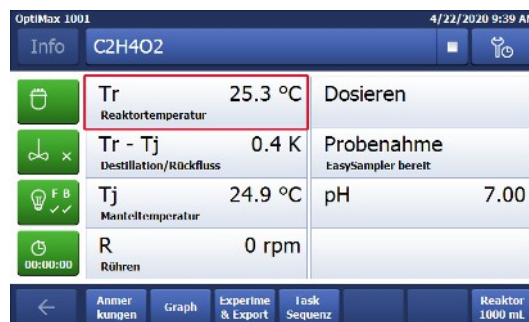 OptiMax 1001
4/22/2020 9:39 AM
Info
C2H4O2
Tr 25.3 °C
Reaktortemperatur
Dosieren
Tr - Tj 0.4 K
Destillation/Rückfluss
Probenahme
EasySampler bereit
F B
Tj 24.9 °C
Manteltemperatur
pH 7.00
00:00:00
R 0 rpm
Rühren
Anmer
kungen
Graph
Experime
& Export
Task
Sequenz
Reaktor
1000 mL